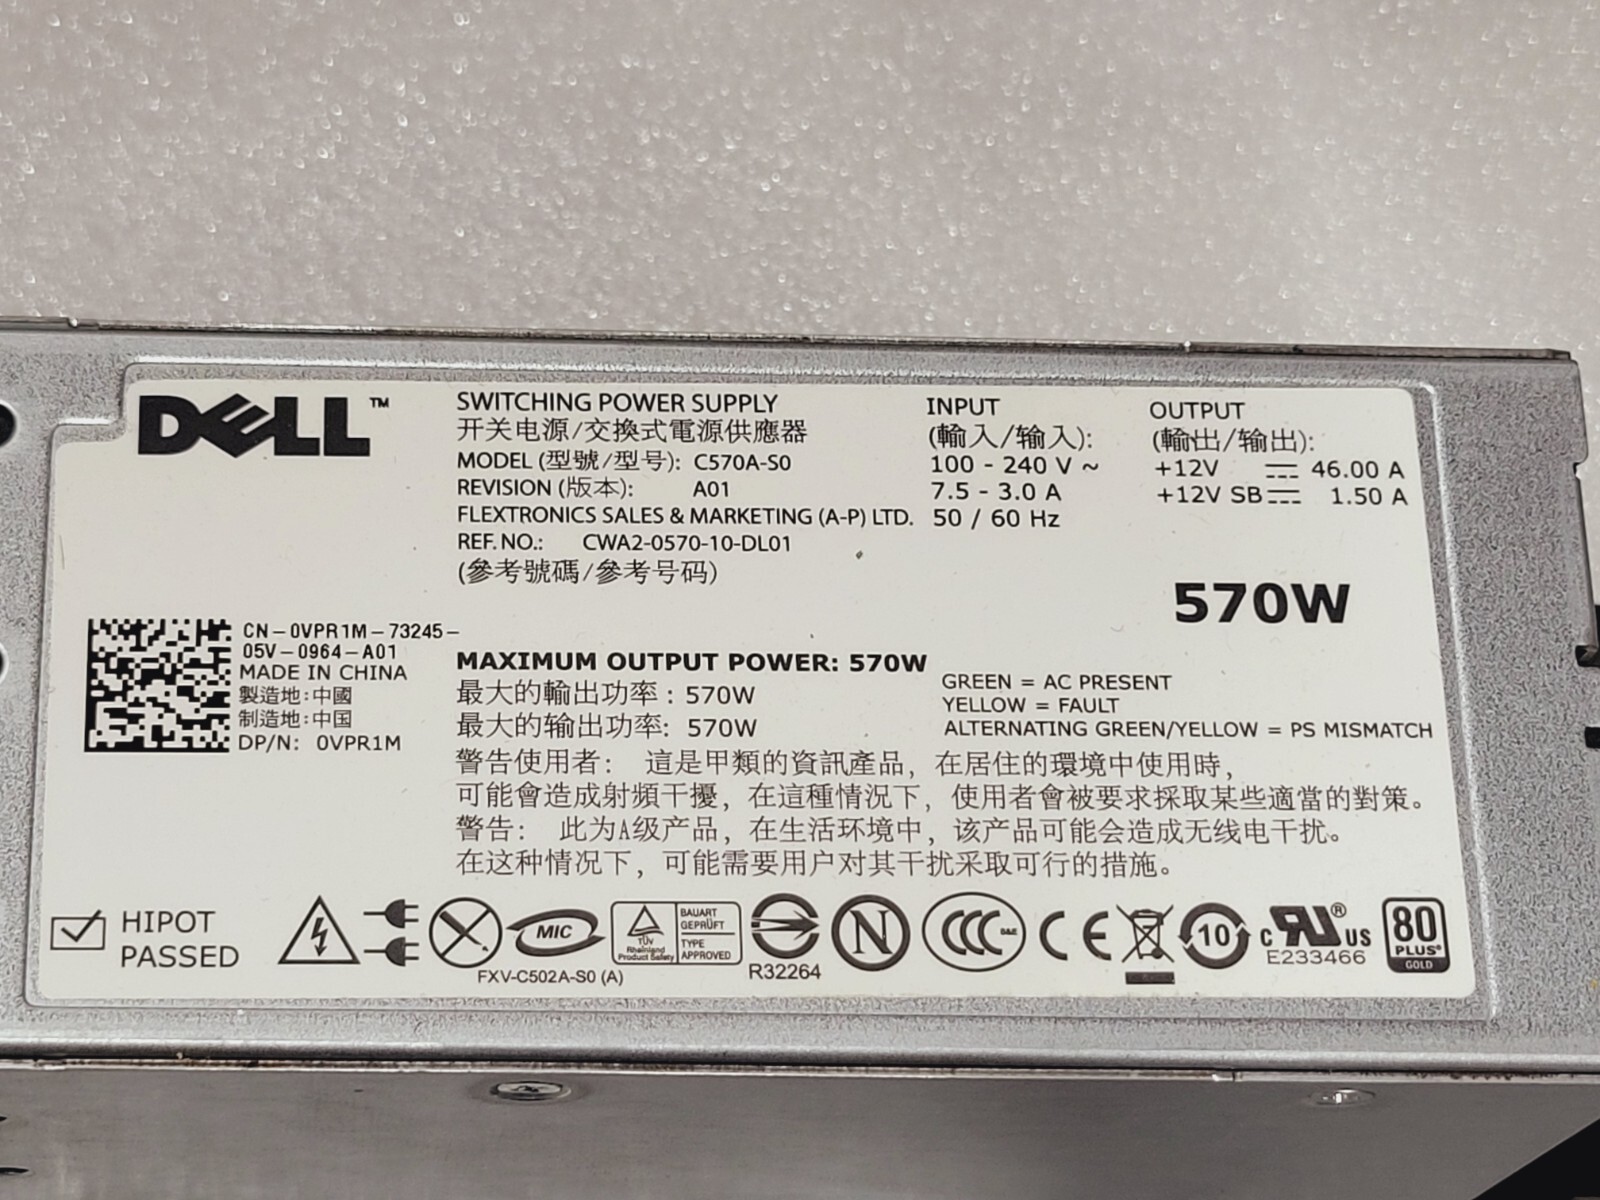 DELL™
SWITCHING POWER SUPPLY
开关电源/交換式電源供應器
MODEL (型號/型号): C570A-S0
REVISION (版本): A01
FLEXTRONICS SALES & MARKETING (A-P) LTD.
REF. NO.: CWA2-0570-10-DL01
(參考號碼/參考号码)
INPUT
(輸入/输入):
100 - 240 V ~
7.5 - 3.0 A
50 / 60 Hz
OUTPUT
(輸出/输出):
+12V 46.00 A
+12V SB 1.50 A
570W
CN-0VPR1M-73245-
05V-0964-A01
MADE IN CHINA
製造地:中國
制造地:中国
DP/N: 0VPR1M
MAXIMUM OUTPUT POWER: 570W
最大的輸出功率: 570W
最大的输出功率: 570W
GREEN = AC PRESENT
YELLOW = FAULT
ALTERNATING GREEN/YELLOW = PS MISMATCH
警告使用者: 這是甲類的資訊產品, 在居住的環境中使用時,
可能會造成射頻干擾, 在這種情況下, 使用者會被要求採取某些適當的對策。
警告: 此为A级产品, 在生活环境中, 该产品可能会造成无线电干扰。
在这种情况下, 可能需要用户对其干扰采取可行的措施。
HIPOT
PASSED
MIC
FXV-C502A-S0 (A)
TÜV
Rheinland
Product Safety
BAUART
GEPRÜFT
TYPE
APPROVED
R32264
N
CCC
S&E
CE
10
c RU® US
E233466
80
PLUS®
GOLD